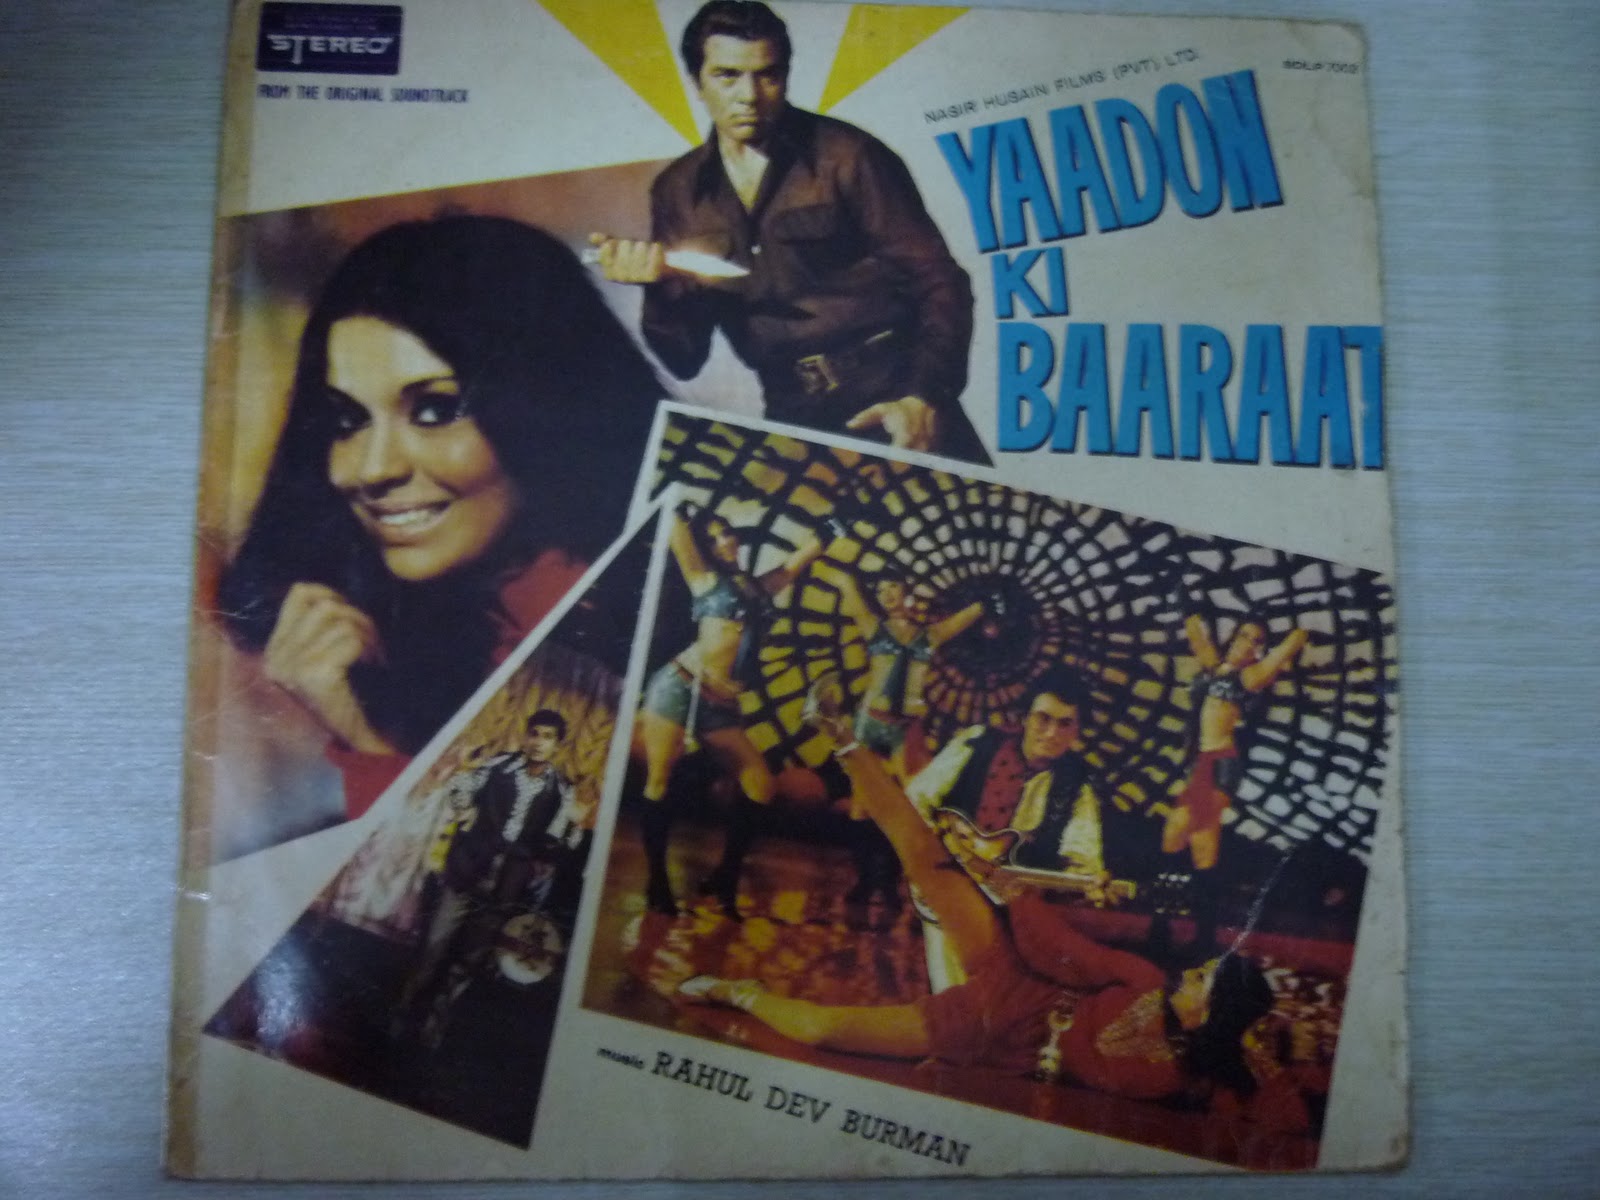 STEREO
FROM THE ORIGINAL SOUNDTRACK
NASIR HUSAIN FILMS (PVT) LTD.
YAADON
KI
BAARAAT
music RAHUL DEV BURMAN